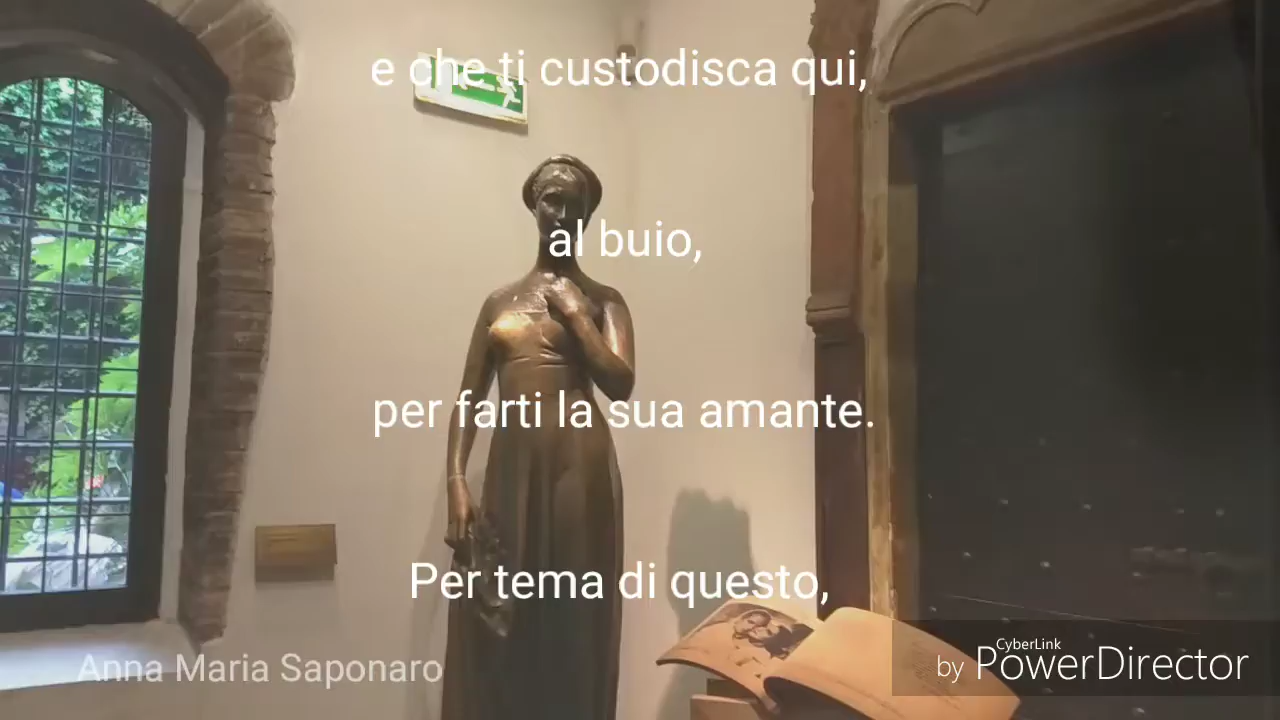 e che ti custodisca qui,
al buio,
per farti la sua amante.
Per tema di questo,
Anna Maria Saponaro
by CyberLink PowerDirector